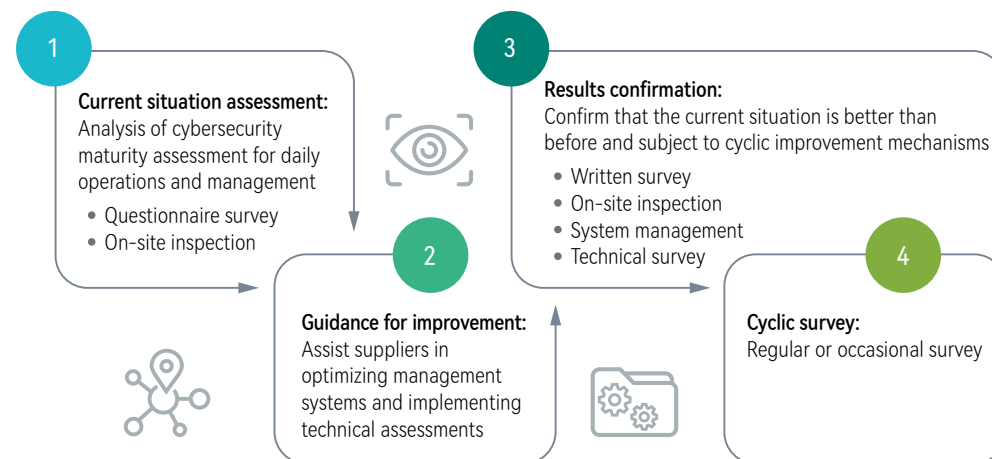 1
Current situation assessment:
Analysis of cybersecurity
maturity assessment for daily
operations and management
• Questionnaire survey
• On-site inspection
2
Guidance for improvement:
Assist suppliers in
optimizing management
systems and implementing
technical assessments
3
Results confirmation:
Confirm that the current situation is better than
before and subject to cyclic improvement mechanisms
• Written survey
• On-site inspection
• System management
• Technical survey
4
Cyclic survey:
Regular or occasional survey